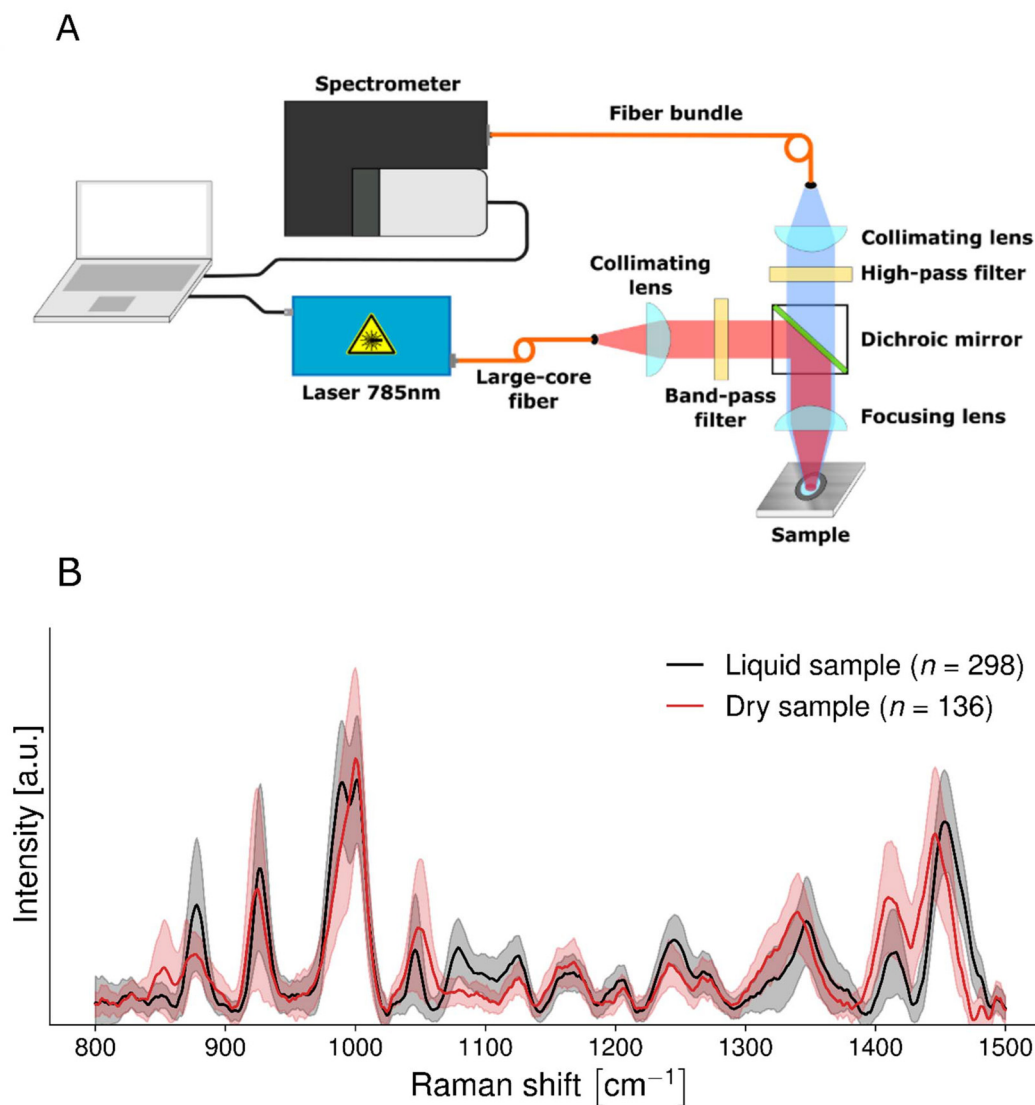 A
Spectrometer
Fiber bundle
Collimating lens
Collimating
lens
High-pass filter
Dichroic mirror
Laser 785nm
Large-core
fiber
Band-pass
filter
Focusing lens
Sample
B
Liquid sample (n = 298)
Dry sample (n = 136)
Intensity [a.u.]
800 900 1000 1100 1200 1300 1400 1500
Raman shift [cm⁻¹]